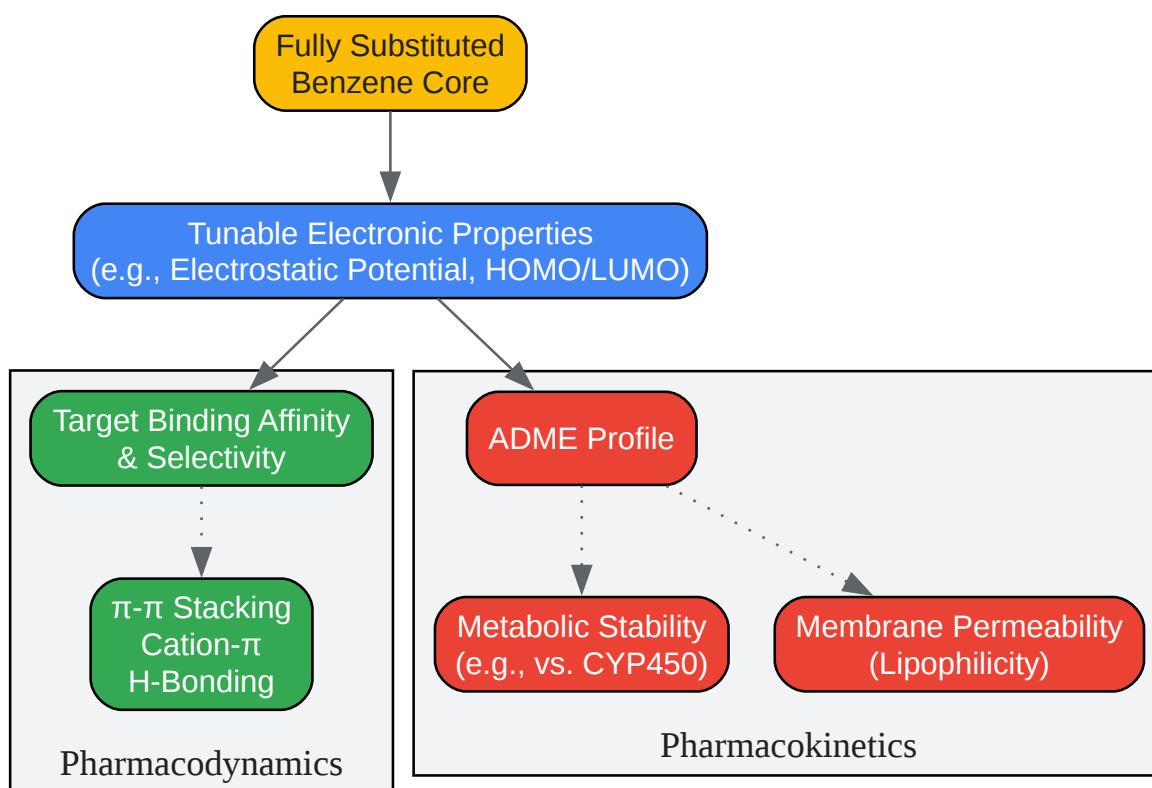 Fully Substituted
Benzene Core
Tunable Electronic Properties
(e.g., Electrostatic Potential, HOMO/LUMO)
Target Binding Affinity
& Selectivity
ADME Profile
π-π Stacking
Cation-π
H-Bonding
Metabolic Stability
(e.g., vs. CYP450)
Membrane Permeability
(Lipophilicity)
Pharmacodynamics
Pharmacokinetics